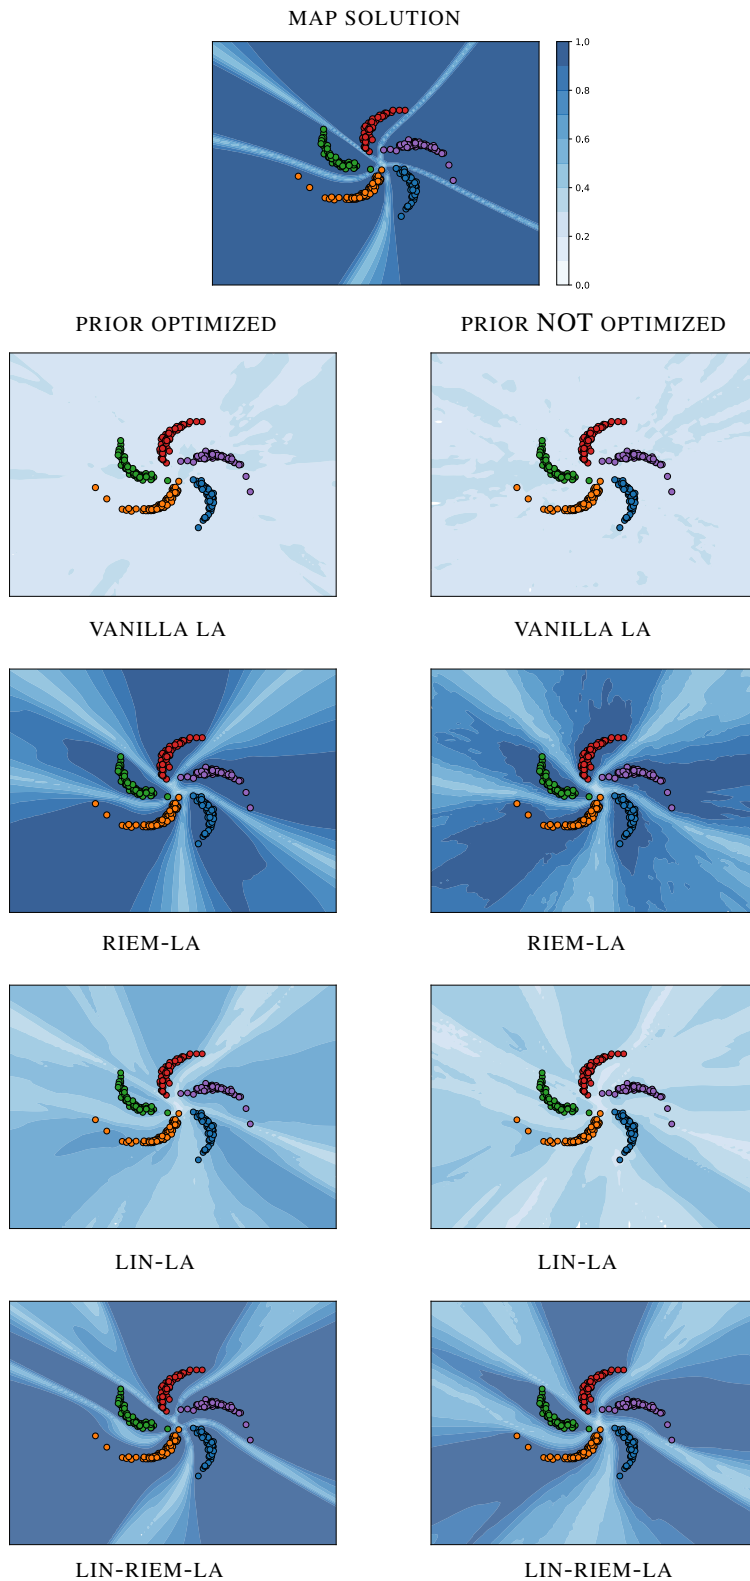 MAP SOLUTION
1.0
0.8
0.6
0.4
0.2
0.0
PRIOR OPTIMIZED
PRIOR NOT OPTIMIZED
VANILLA LA
VANILLA LA
RIEM-LA
RIEM-LA
LIN-LA
LIN-LA
LIN-RIEM-LA
LIN-RIEM-LA